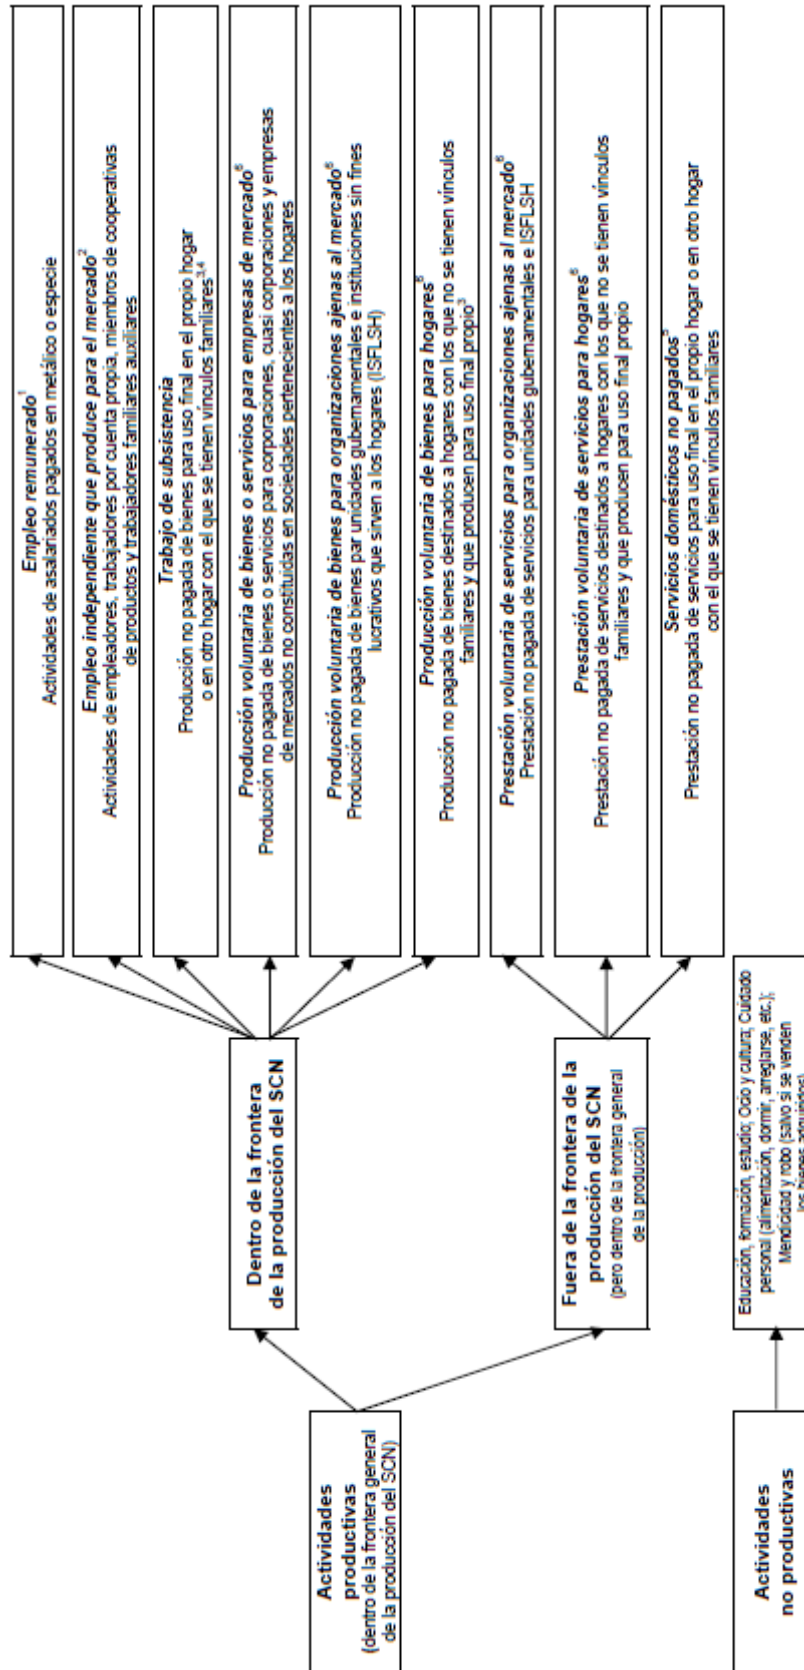 Actividades
productivas
(dentro de la frontera general
de la producción del SCN)
Actividades
no productivas
Dentro de la frontera
de la producción del SCN
Fuera de la frontera de la
producción del SCN
(pero dentro de la frontera general
de la producción)
Educación, formación, estudio; Ocio y cultura; Cuidado
personal (alimentación, dormir, arreglarse, etc.);
Mendicidad y robo (salvo si se venden
los bienes adquiridos)
Empleo remunerado¹
Actividades de asalariados pagados en metálico o especie
Empleo independiente que produce para el mercado²
Actividades de empleadores, trabajadores por cuenta propia, miembros de cooperativas
de productos y trabajadores familiares auxiliares
Trabajo de subsistencia
Producción no pagada de bienes para uso final en el propio hogar
o en otro hogar con el que se tienen vínculos familiares³,⁴
Producción voluntaria de bienes o servicios para empresas de mercado⁶
Producción no pagada de bienes o servicios para corporaciones, cuasi corporaciones y empresas
de mercados no constituidas en sociedades pertenecientes a los hogares
Producción voluntaria de bienes para organizaciones ajenas al mercado⁶
Producción no pagada de bienes par unidades gubernamentales e instituciones sin fines
lucrativos que sirven a los hogares (ISFLSH)
Producción voluntaria de bienes para hogares⁶
Producción no pagada de bienes destinados a hogares con los que no se tienen vínculos
familiares y que producen para uso final propio³
Prestación voluntaria de servicios para organizaciones ajenas al mercado⁶
Prestación no pagada de servicios para unidades gubernamentales e ISFLSH
Prestación voluntaria de servicios para hogares⁶
Prestación no pagada de servicios destinados a hogares con los que no se tienen vínculos
familiares y que producen para uso final propio
Servicios domésticos no pagados⁵
Prestación no pagada de servicios para uso final en el propio hogar o en otro hogar
con el que se tienen vínculos familiares